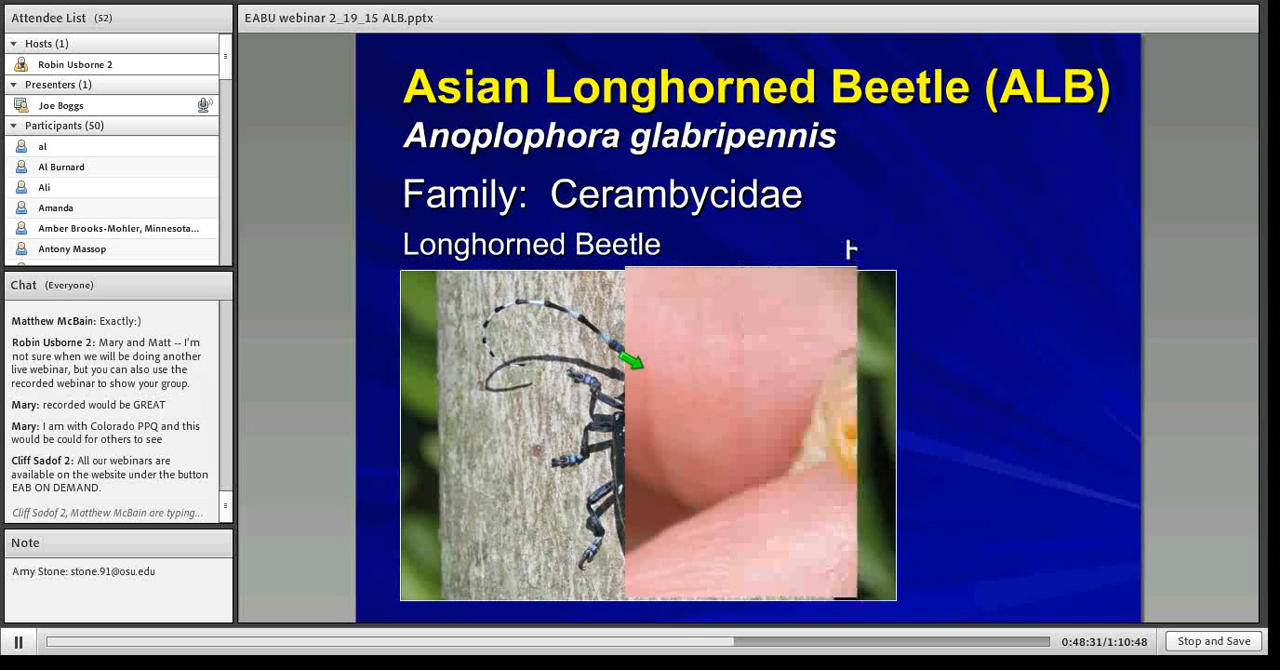 Attendee List (52)
Hosts (1)
Robin Usborne 2
Presenters (1)
Joe Boggs
Participants (50)
al
Al Burnard
Ali
Amanda
Amber Brooks-Mohler, Minnesota...
Antony Massop
Chat (Everyone)
Matthew McBain: Exactly:)
Robin Usborne 2: Mary and Matt -- I'm
not sure when we will be doing another
live webinar, but you can also use the
recorded webinar to show your group.
Mary: recorded would be GREAT
Mary: I am with Colorado PPQ and this
would be could for others to see
Cliff Sadof 2: All our webinars are
available on the website under the button
EAB ON DEMAND.
Cliff Sadof 2, Matthew McBain are typing...
Note
Amy Stone: stone.91@osu.edu
EABU webinar 2_19_15 ALB.pptx
Asian Longhorned Beetle (ALB)
Anoplophora glabripennis
Family: Cerambycidae
Longhorned Beetle
0:48:31/1:10:48
Stop and Save